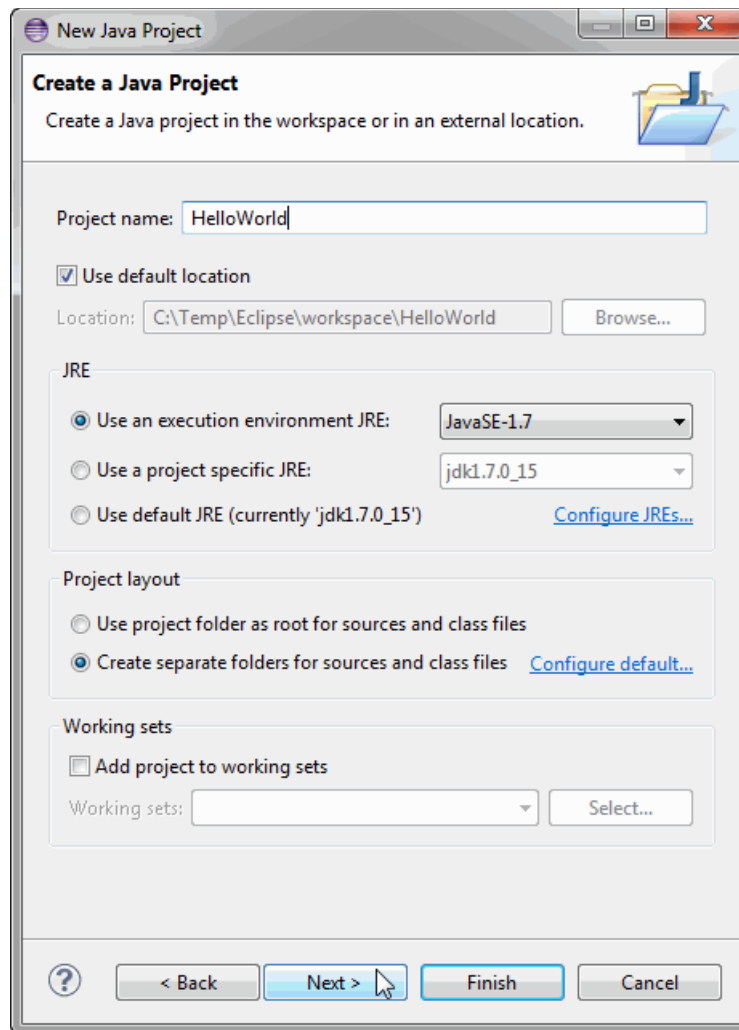 New Java Project
Create a Java Project
Create a Java project in the workspace or in an external location.
Project name: HelloWorld
Use default location
Location: C:\Temp\Eclipse\workspace\HelloWorld Browse...
JRE
Use an execution environment JRE: JavaSE-1.7
Use a project specific JRE: jdk1.7.0_15
Use default JRE (currently 'jdk1.7.0_15') Configure JREs...
Project layout
Use project folder as root for sources and class files
Create separate folders for sources and class files Configure default...
Working sets
Add project to working sets
Working sets: Select...
? < Back Next > Finish Cancel